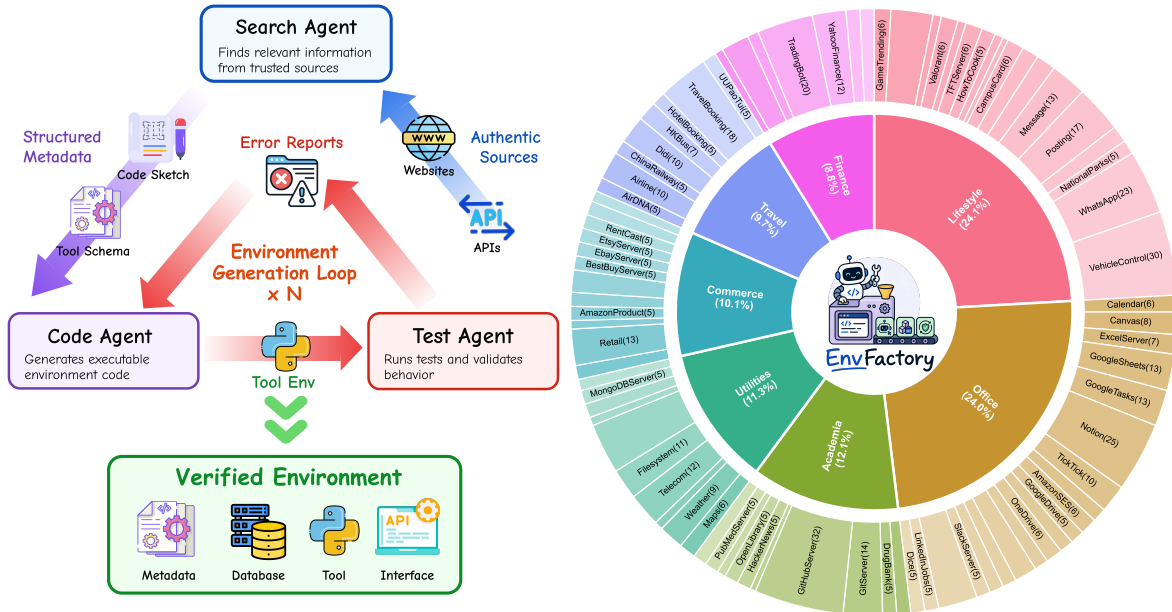 Search Agent
Finds relevant information
from trusted sources
Structured
Metadata
Code Sketch
Tool Schema
Error Reports
WWW
Websites
Authentic
Sources
API
APIs
Environment
Generation Loop
x N
Code Agent
Generates executable
environment code
Tool Env
Test Agent
Runs tests and validates
behavior
Verified Environment
Metadata
Database
Tool
API
Interface
EnvFactory
Lifestyle
(24.1%)
Office
(24.0%)
Academia
(12.1%)
Utilities
(11.3%)
Commerce
(10.1%)
Travel
(9.7%)
Finance
(8.8%)
GameTrending(6)
Valorant(6)
TFTServer(6)
HowToCook(5)
CampusCard(6)
Message(13)
Posting(17)
NationalParks(5)
WhatsApp(23)
VehicleControl(30)
Calendar(6)
Canvas(8)
ExcelServer(7)
GoogleSheets(13)
GoogleTasks(13)
Notion(25)
TickTick(10)
AmazonSES(6)
GoogleDrive(5)
OneDrive(6)
SlackServer(5)
LinkedInJobs(5)
Dice(5)
DrugBank(5)
GitServer(14)
GitHubServer(32)
HackerNews(5)
OpenLibrary(5)
PubMedServer(5)
Maps(6)
Weather(9)
Telecom(12)
Filesystem(11)
MongoDBServer(5)
Retail(13)
AmazonProduct(5)
BestBuyServer(5)
EbayServer(5)
EtsyServer(5)
RentCast(5)
AirDNA(5)
Airline(10)
ChinaRailway(5)
Didi(10)
HKBus(7)
HotelBooking(5)
TravelBooking(18)
UUPaoTui(5)
TradingBot(20)
YahooFinance(12)